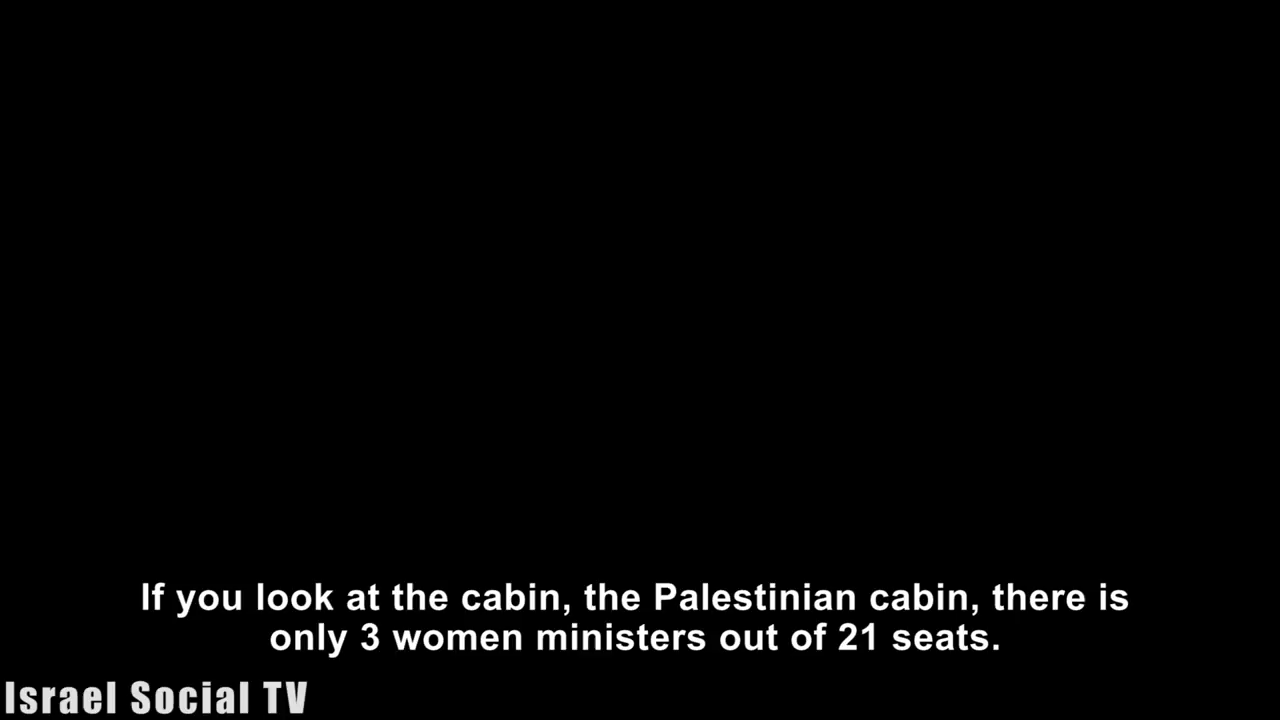 If you look at the cabin, the Palestinian cabin, there is
only 3 women ministers out of 21 seats.
Israel Social TV